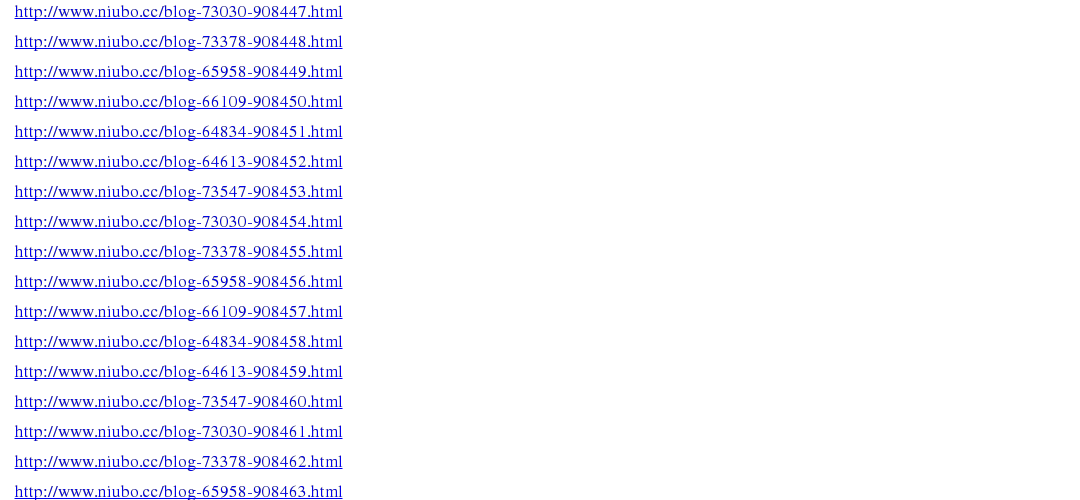 http://www.niubo.cc/blog-73030-908447.html
http://www.niubo.cc/blog-73378-908448.html
http://www.niubo.cc/blog-65958-908449.html
http://www.niubo.cc/blog-66109-908450.html
http://www.niubo.cc/blog-64834-908451.html
http://www.niubo.cc/blog-64613-908452.html
http://www.niubo.cc/blog-73547-908453.html
http://www.niubo.cc/blog-73030-908454.html
http://www.niubo.cc/blog-73378-908455.html
http://www.niubo.cc/blog-65958-908456.html
http://www.niubo.cc/blog-66109-908457.html
http://www.niubo.cc/blog-64834-908458.html
http://www.niubo.cc/blog-64613-908459.html
http://www.niubo.cc/blog-73547-908460.html
http://www.niubo.cc/blog-73030-908461.html
http://www.niubo.cc/blog-73378-908462.html
http://www.niubo.cc/blog-65958-908463.html